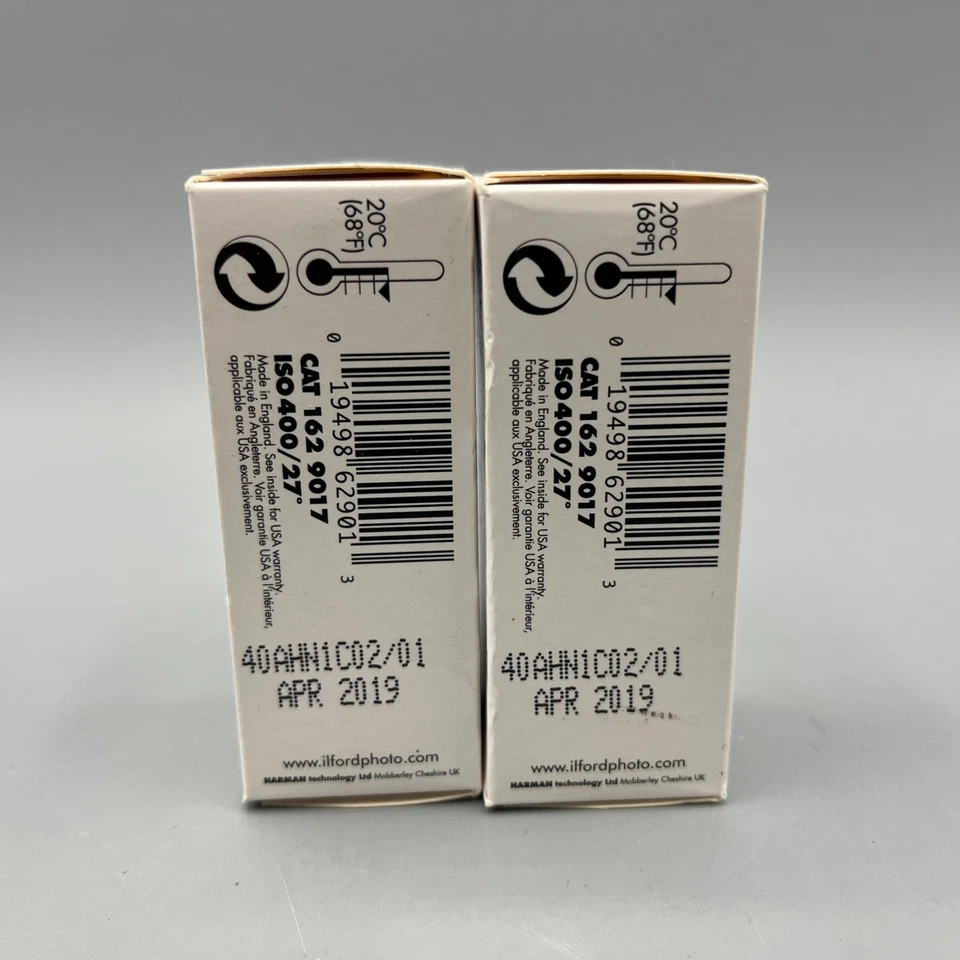 20°C
(68°F)
0 19498 62901 3
CAT 162 9017
ISO 400/27°
Made in England. See inside for USA warranty.
Fabriqué en Angleterre. Voir garantie USA à l'intérieur,
applicable aux USA exclusivement.
40AHN1C02/01
APR 2019
www.ilfordphoto.com
HARMAN technology Ltd Mobberley Cheshire UK
20°C
(68°F)
0 19498 62901 3
CAT 162 9017
ISO 400/27°
Made in England. See inside for USA warranty.
Fabriqué en Angleterre. Voir garantie USA à l'intérieur,
applicable aux USA exclusivement.
40AHN1C02/01
APR 2019
www.ilfordphoto.com
HARMAN technology Ltd Mobberley Cheshire UK